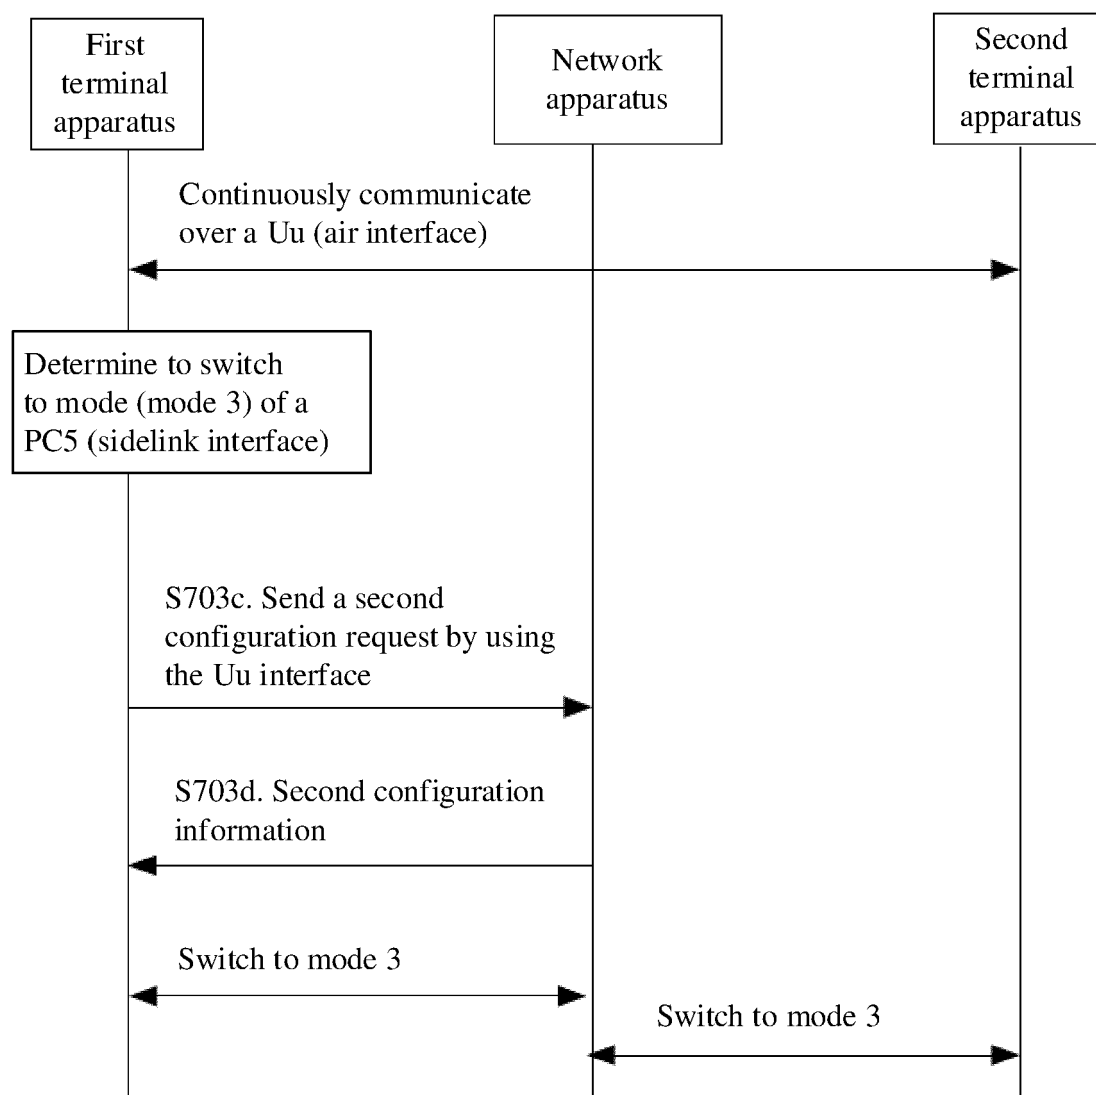 First
terminal
apparatus
Network
apparatus
Second
terminal
apparatus
Continuously communicate
over a Uu (air interface)
Determine to switch
to mode (mode 3) of a
PC5 (sidelink interface)
S703c. Send a second
configuration request by using
the Uu interface
S703d. Second configuration
information
Switch to mode 3
Switch to mode 3